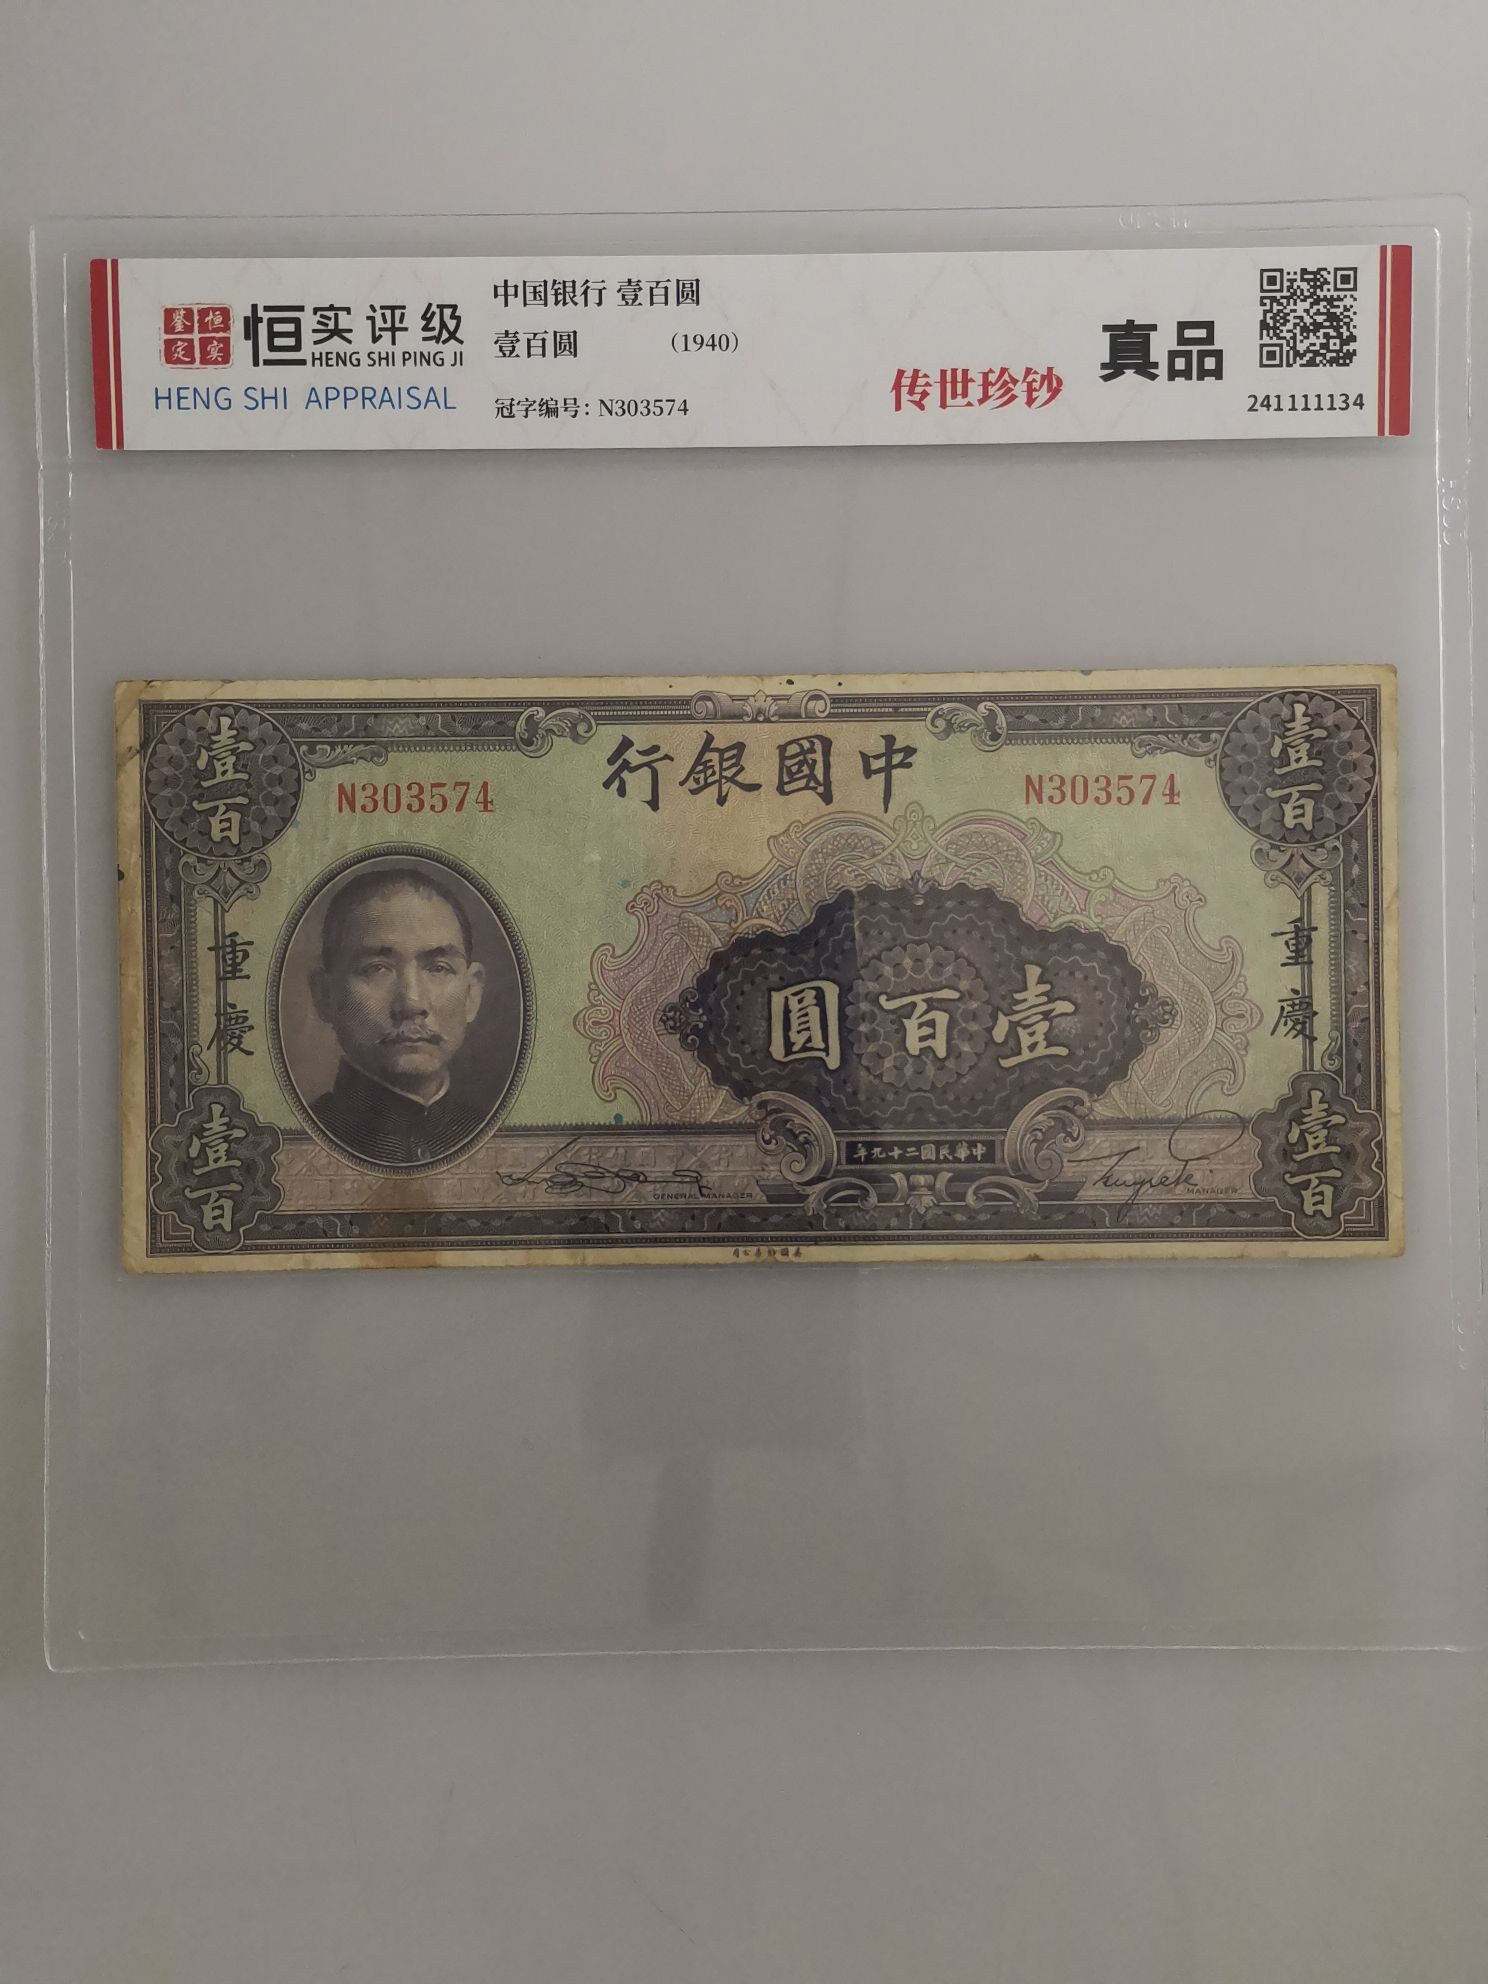 鉴 恒
定 实
恒实评级
HENG SHI PING JI
HENG SHI APPRAISAL
中国银行 壹百圆
壹百圆 (1940)
冠字编号: N303574
传世珍钞
真品
241111134
壹百
壹百
行銀國中
N303574
N303574
重慶
重慶
圓百壹
年九十二國民華中
GENERAL MANAGER
MANAGER
壹百
壹百